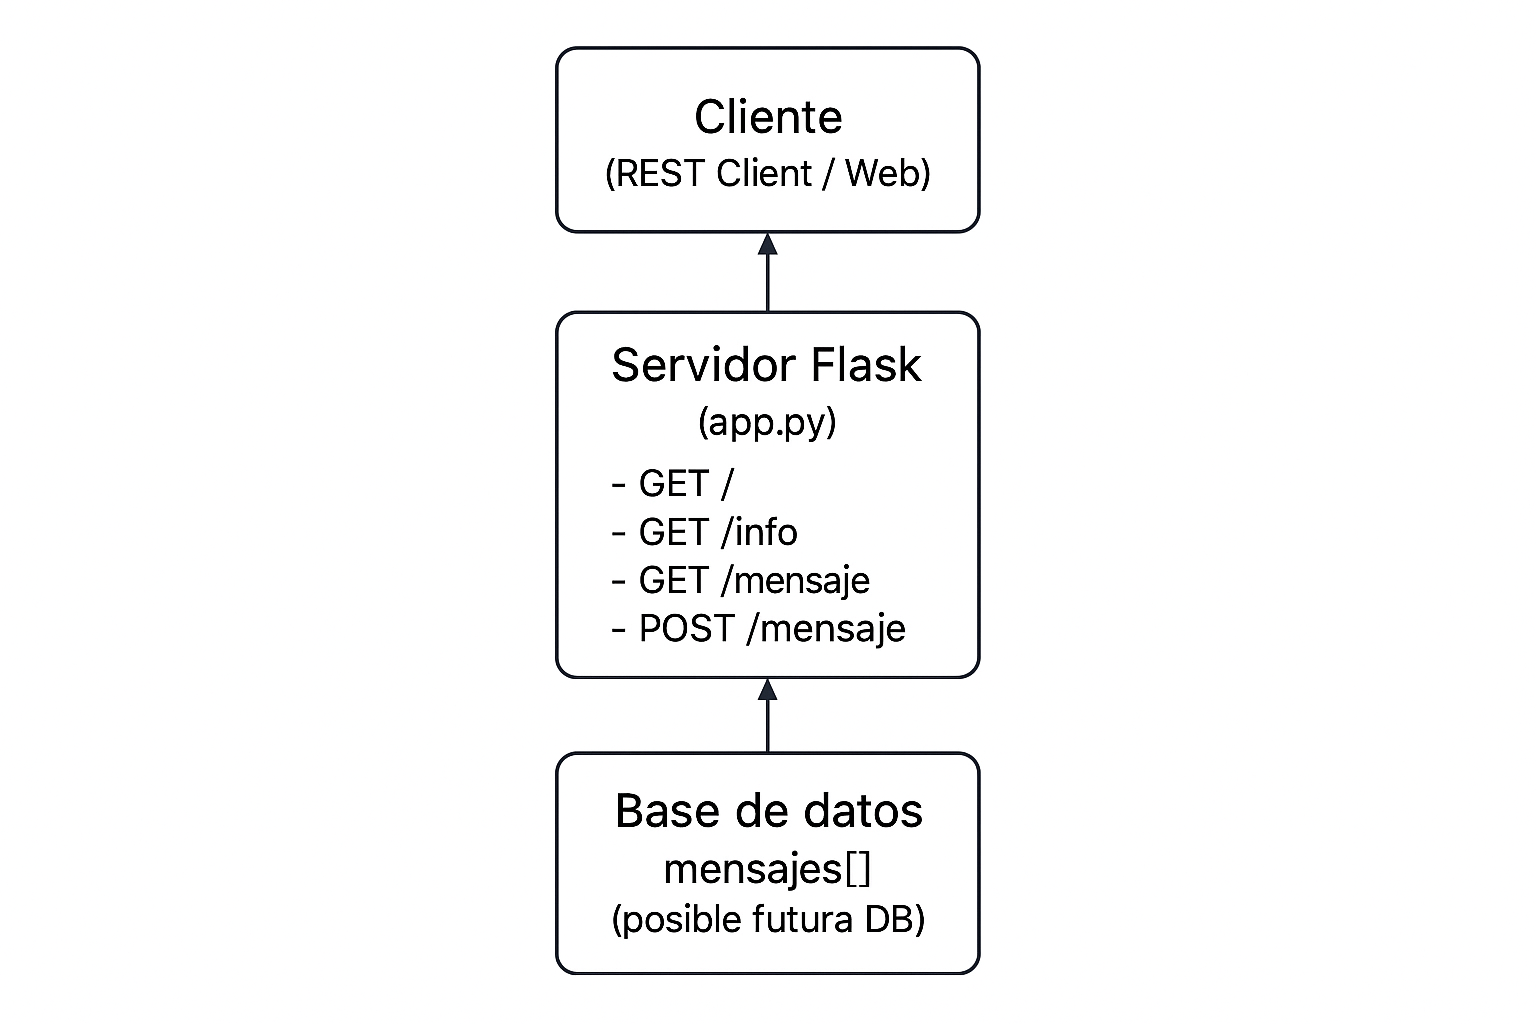 Cliente
(REST Client / Web)
Servidor Flask
(app.py)
- GET /
- GET /info
- GET /mensaje
- POST /mensaje
Base de datos
mensajes[]
(posible futura DB)